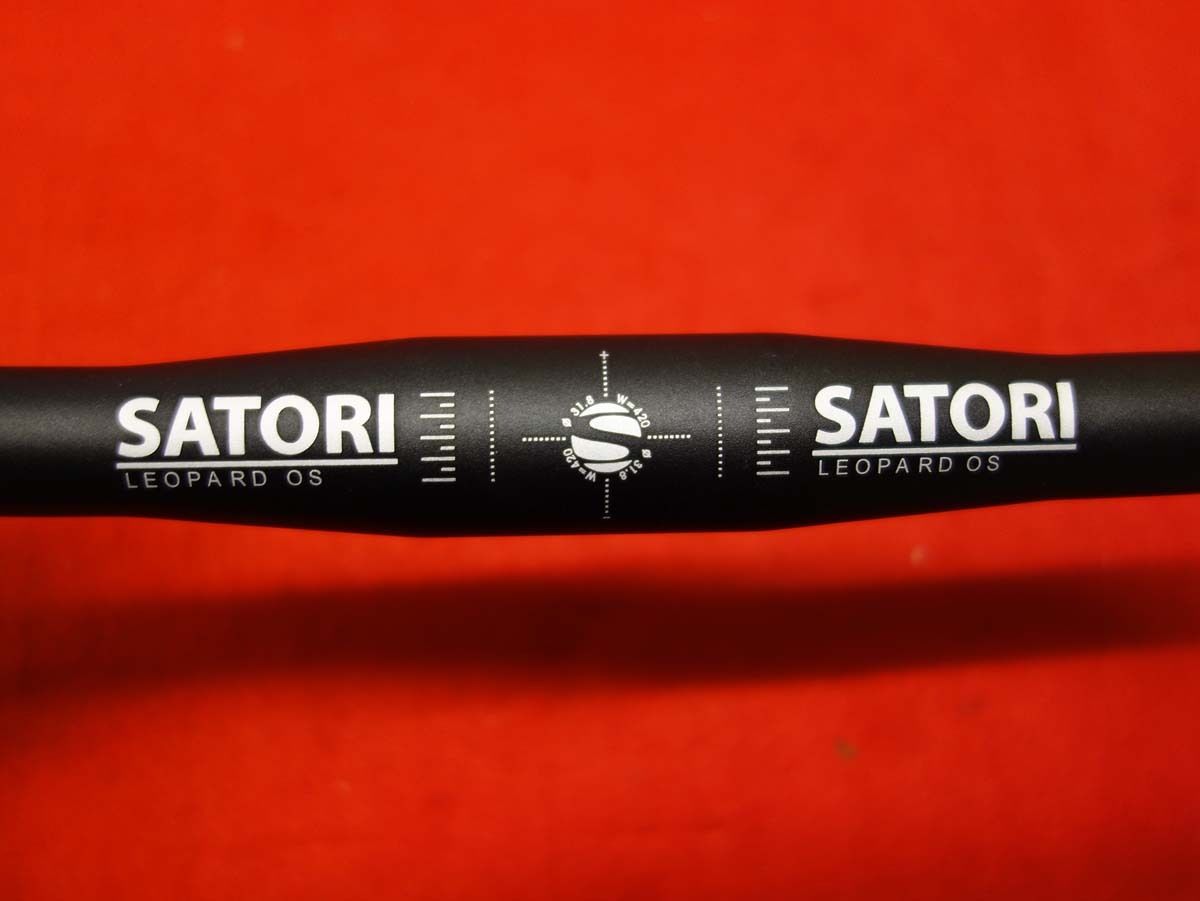 SATORI
LEOPARD OS
ø 31.8 W=420
S
W=420 ø 31.8
SATORI
LEOPARD OS